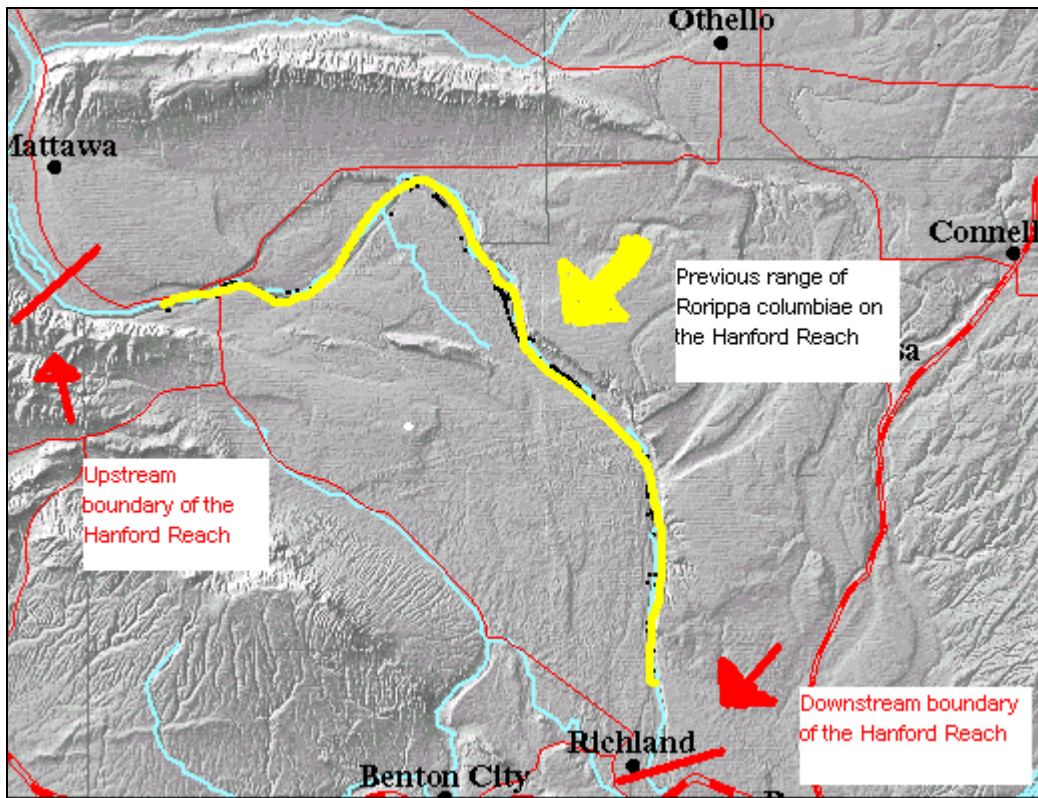 Othello
Mattawa
Connell
Previous range of
Rorippa columbiae on
the Hanford Reach
Upstream
boundary of the
Hanford Reach
Downstream boundary
of the Hanford Reach
Richland
Benton City